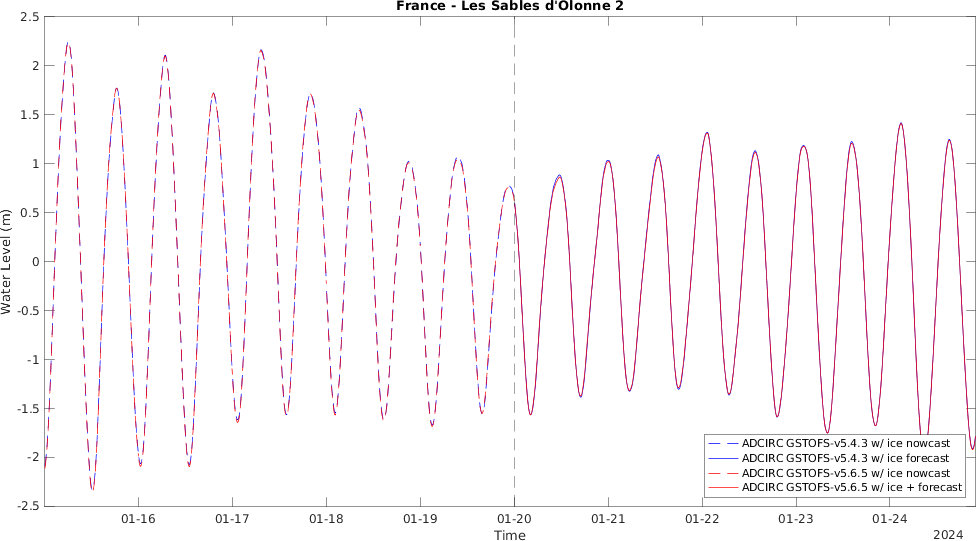 France - Les Sables d'Olonne 2
2.5
2
1.5
1
0.5
0
-0.5
-1
-1.5
-2
-2.5
Water Level (m)
ADCIRC GSTOFS-v5.4.3 w/ ice nowcast
ADCIRC GSTOFS-v5.4.3 w/ ice forecast
ADCIRC GSTOFS-v5.6.5 w/ ice nowcast
ADCIRC GSTOFS-v5.6.5 w/ ice + forecast
01-16 01-17 01-18 01-19 01-20 01-21 01-22 01-23 01-24
Time
2024